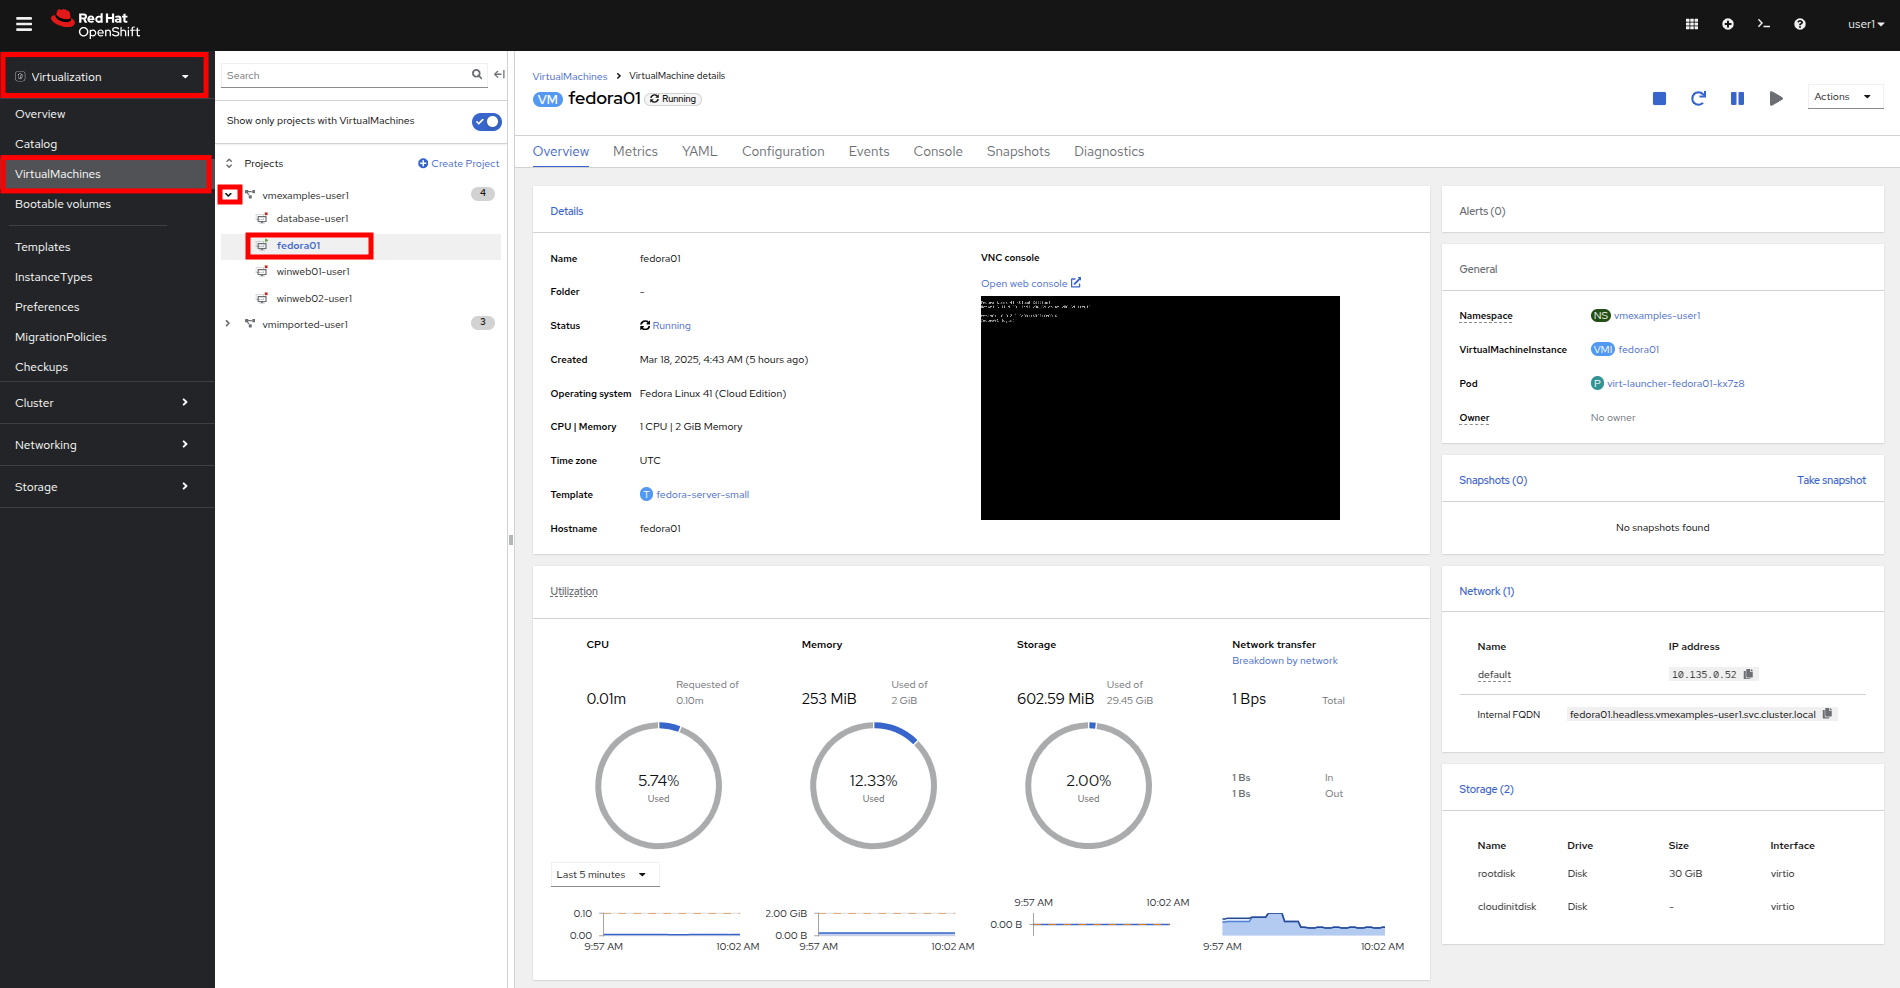 Red Hat
OpenShift
user1
Virtualization
Overview
Catalog
VirtualMachines
Bootable volumes
Templates
InstanceTypes
Preferences
MigrationPolicies
Checkups
Cluster
Networking
Storage
Search
Show only projects with VirtualMachines
Projects
Create Project
vmexamples-user1
4
database-user1
fedora01
winweb01-user1
winweb02-user1
vmimported-user1
3
VirtualMachines > VirtualMachine details
VM fedora01 Running
Actions
Overview Metrics YAML Configuration Events Console Snapshots Diagnostics
Details
Name fedora01
Folder -
Status Running
Created Mar 18, 2025, 4:43 AM (5 hours ago)
Operating system Fedora Linux 41 (Cloud Edition)
CPU | Memory 1 CPU | 2 GiB Memory
Time zone UTC
Template T fedora-server-small
Hostname fedora01
VNC console
Open web console
Utilization
CPU
0.01m
Requested of
0.10m
5.74%
Used
Memory
253 MiB
Used of
2 GiB
12.33%
Used
Storage
602.59 MiB
Used of
29.45 GiB
2.00%
Used
Network transfer
Breakdown by network
1 Bps Total
1 Bs In
1 Bs Out
Last 5 minutes
0.10
0.00
9:57 AM 10:02 AM
2.00 GiB
0.00 B
9:57 AM 10:02 AM
9:57 AM 10:02 AM
0.00 B
9:57 AM 10:02 AM
Alerts (0)
General
Namespace NS vmexamples-user1
VirtualMachineInstance VMI fedora01
Pod P virt-launcher-fedora01-kx7z8
Owner No owner
Snapshots (0) Take snapshot
No snapshots found
Network (1)
Name IP address
default 10.135.0.52
Internal FQDN fedora01.headless.vmexamples-user1.svc.cluster.local
Storage (2)
Name Drive Size Interface
rootdisk Disk 30 GiB virtio
cloudinitdisk Disk - virtio